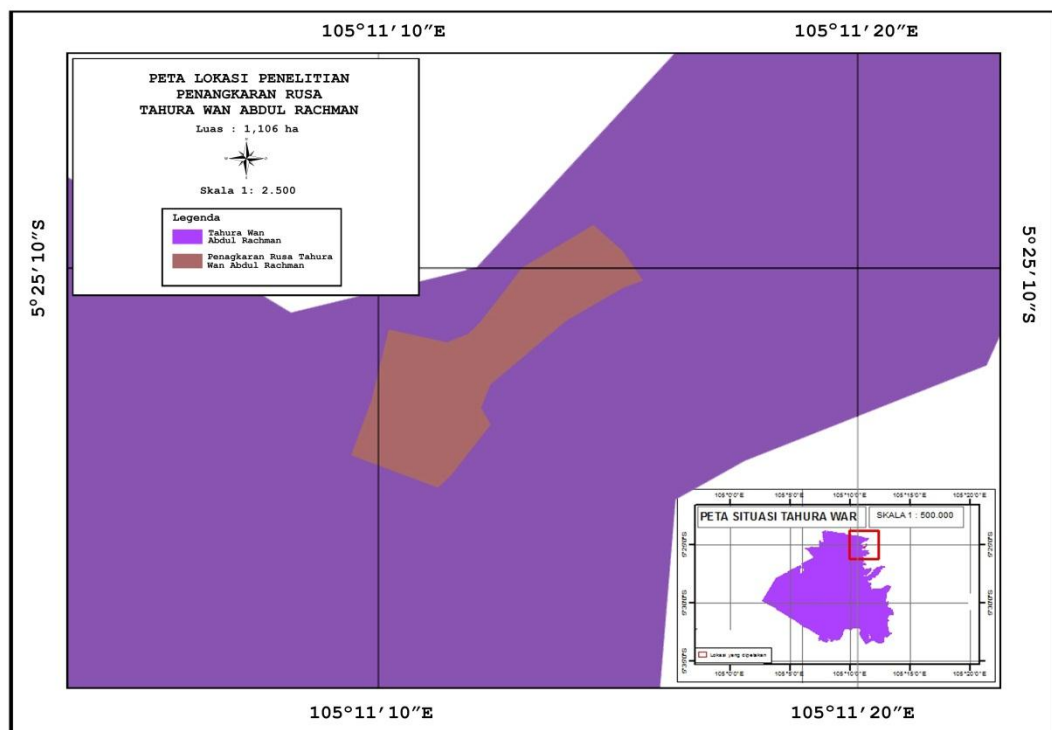 105°11'10"E
105°11'20"E
PETA LOKASI PENELITIAN
PENANGKARAN RUSA
TAHURA WAN ABDUL RACHMAN
Luas : 1,106 ha
Skala 1: 2.500
Legenda
Tahura Wan
Abdul Rachman
Penagkaran Rusa Tahura
Wan Abdul Rachman
5°25'10"S
5°25'10"S
105°0'0"E
105°5'0"E
105°10'0"E
105°15'0"E
105°20'0"E
PETA SITUASI TAHURA WAR
SKALA 1 : 500.000
Lokasi yang dipetakan
105°0'0"E
105°5'0"E
105°10'0"E
105°15'0"E
105°20'0"E
105°11'10"E
105°11'20"E